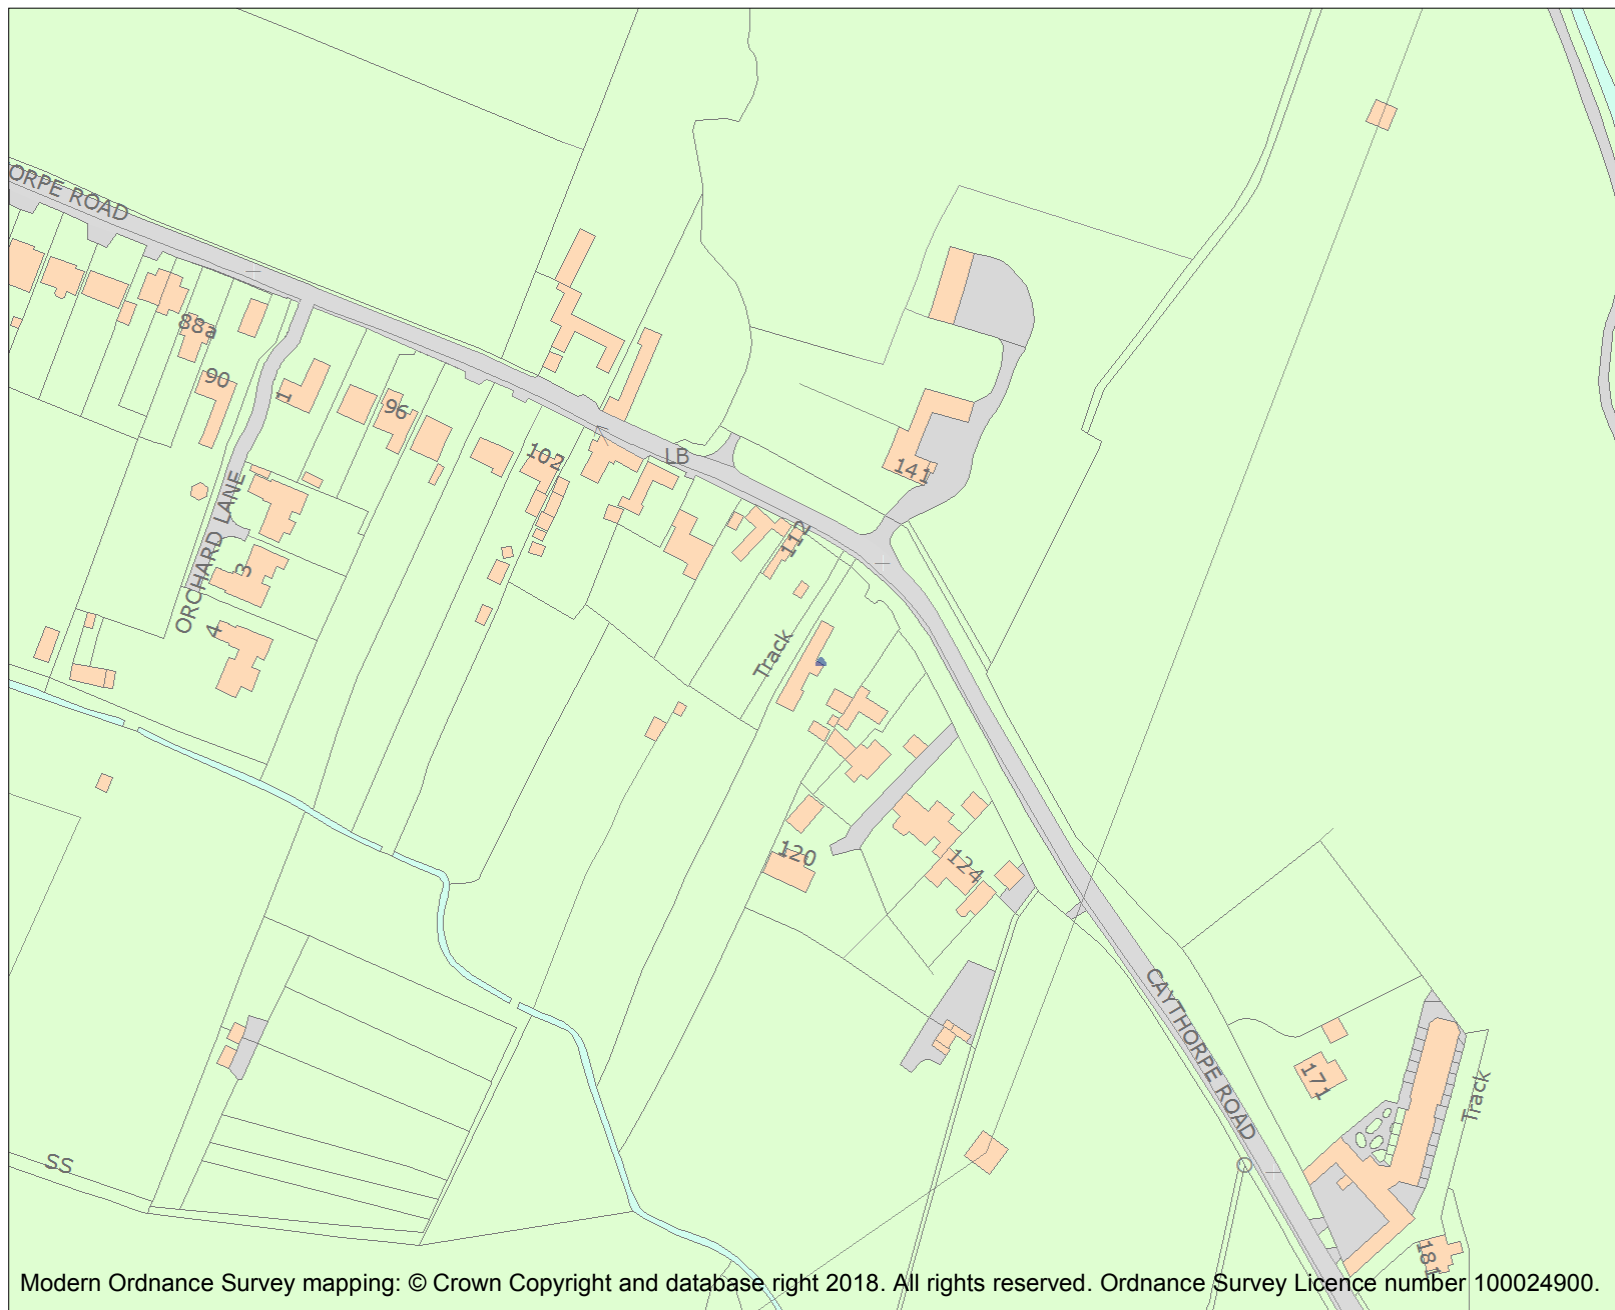 ORPE ROAD
88a
90
1
96
102
LB
141
112
ORCHARD LANE
3
4
Track
120
124
CAYTHORPE ROAD
171
Track
SS
181
Modern Ordnance Survey mapping: © Crown Copyright and database right 2018. All rights reserved. Ordnance Survey Licence number 100024900.